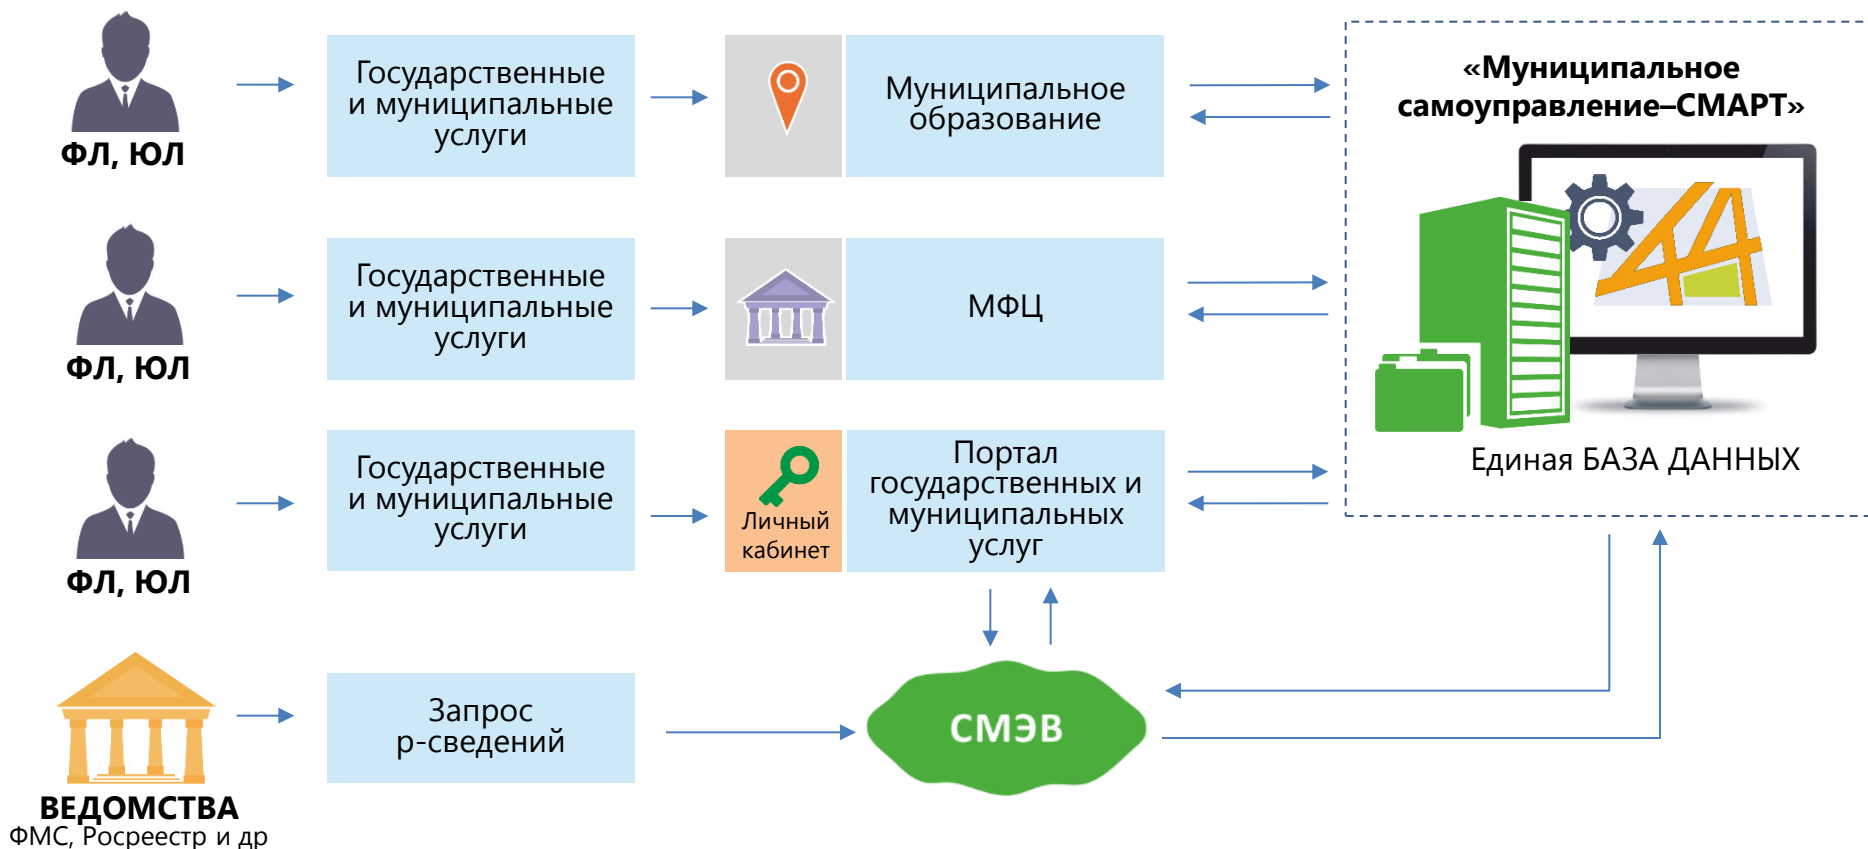 ФЛ, ЮЛ
Государственные
и муниципальные
услуги
Муниципальное
образование
«Муниципальное
самоуправление–СМАРТ»
ФЛ, ЮЛ
Государственные
и муниципальные
услуги
МФЦ
Единая БАЗА ДАННЫХ
ФЛ, ЮЛ
Государственные
и муниципальные
услуги
Личный
кабинет
Портал
государственных и
муниципальных
услуг
ВЕДОМСТВА
ФМС, Росреестр и др
Запрос
р-сведений
СМЭВ